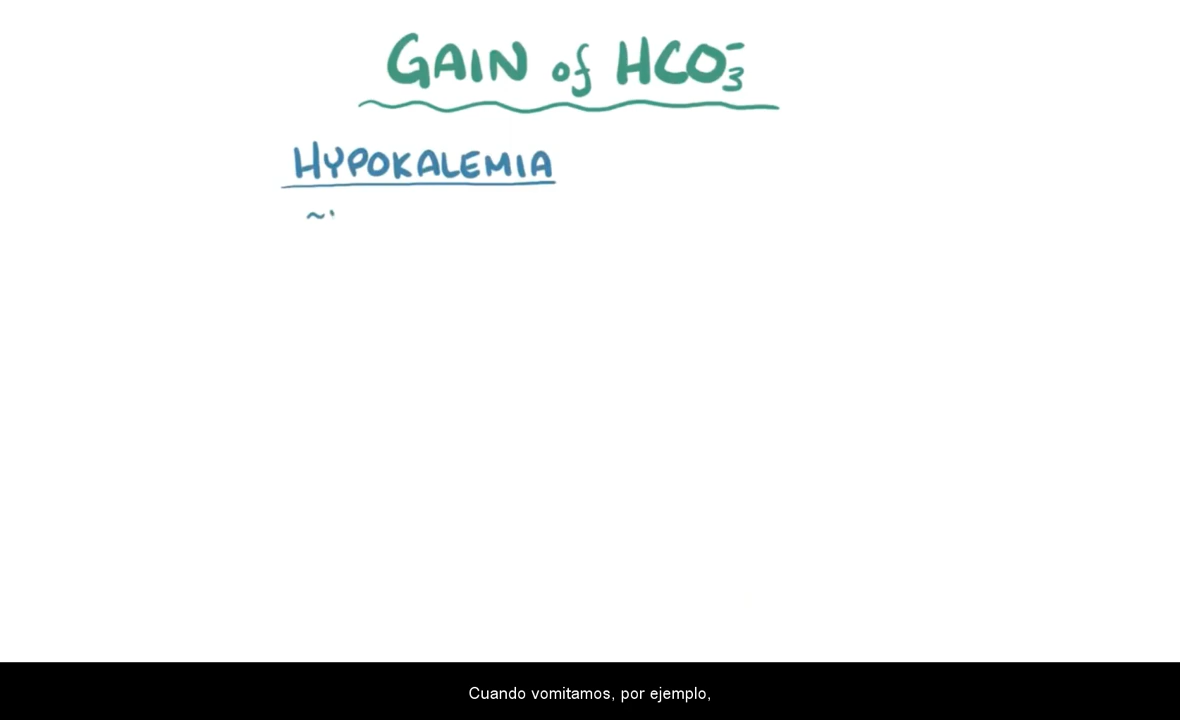 GAIN of HCO₃⁻
HYPOKALEMIA
~
Cuando vomitamos, por ejemplo,